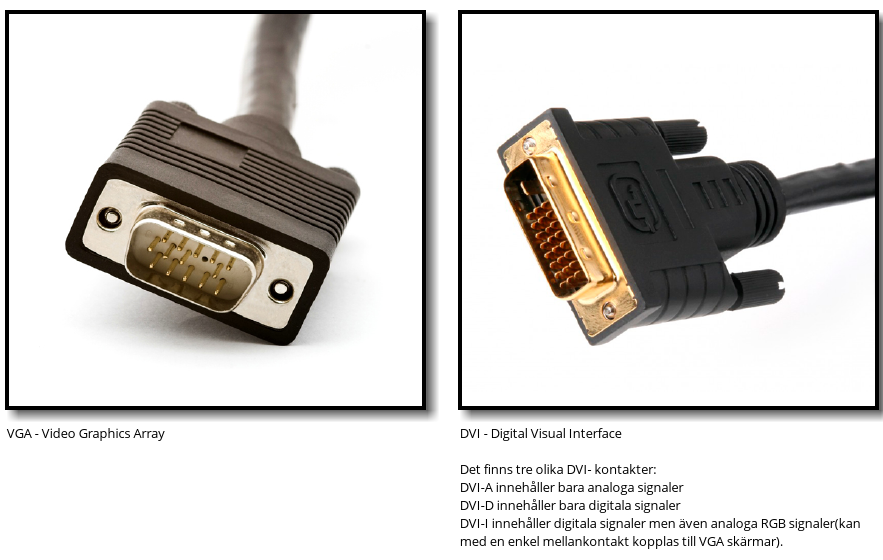 VGA - Video Graphics Array
DVI - Digital Visual Interface
Det finns tre olika DVI- kontakter:
DVI-A innehåller bara analoga signaler
DVI-D innehåller bara digitala signaler
DVI-I innehåller digitala signaler men även analoga RGB signaler(kan
med en enkel mellankontakt kopplas till VGA skärmar).